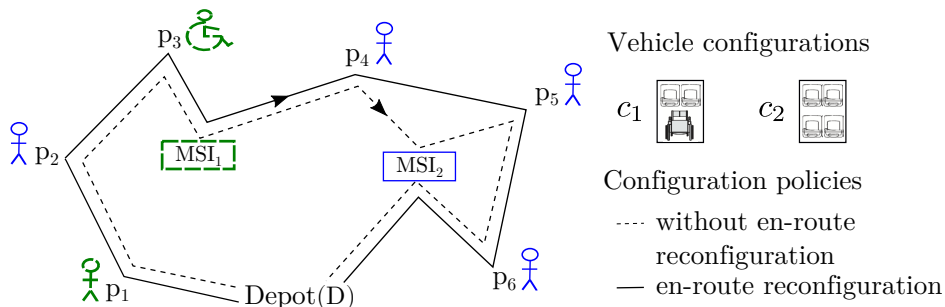 p₃
p₄
p₅
p₂
MSI₁
MSI₂
p₁
Depot(D)
p₆
Vehicle configurations
c₁
c₂
Configuration policies
without en-route
reconfiguration
en-route reconfiguration